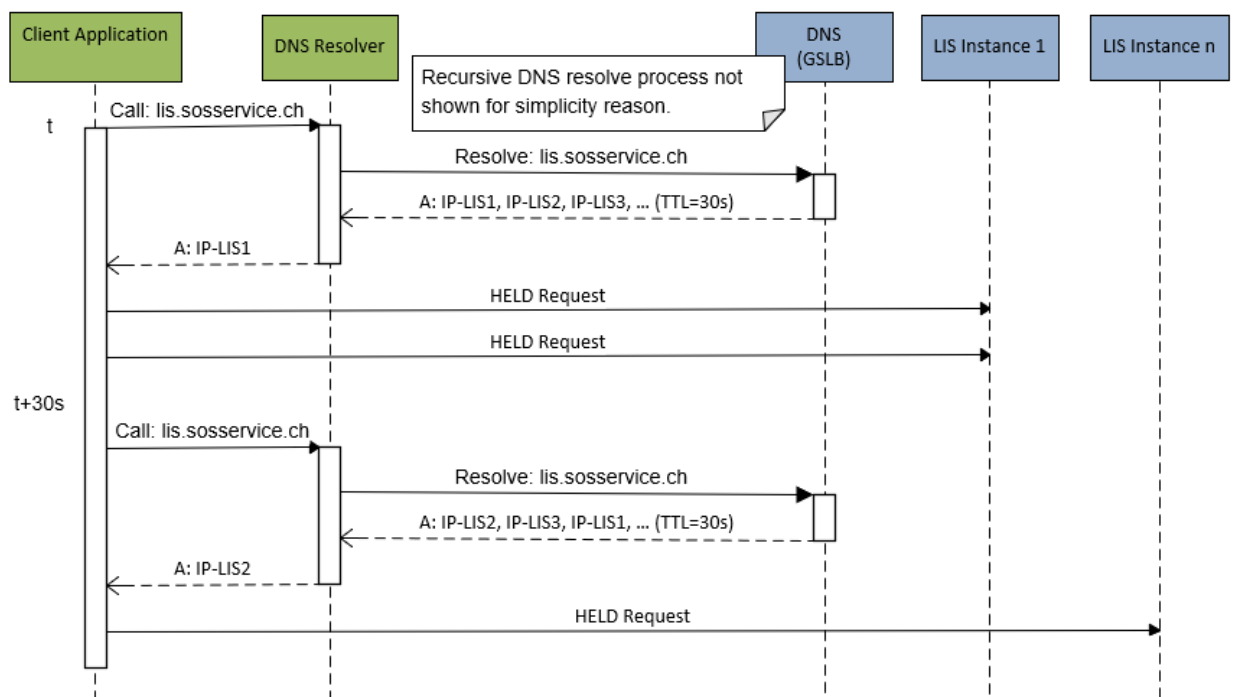 Client Application
DNS Resolver
DNS
(GSLB)
LIS Instance 1
LIS Instance n
Recursive DNS resolve process not
shown for simplicity reason.
t
Call: lis.sosservice.ch
Resolve: lis.sosservice.ch
A: IP-LIS1, IP-LIS2, IP-LIS3, ... (TTL=30s)
A: IP-LIS1
HELD Request
HELD Request
t+30s
Call: lis.sosservice.ch
Resolve: lis.sosservice.ch
A: IP-LIS2, IP-LIS3, IP-LIS1, ... (TTL=30s)
A: IP-LIS2
HELD Request